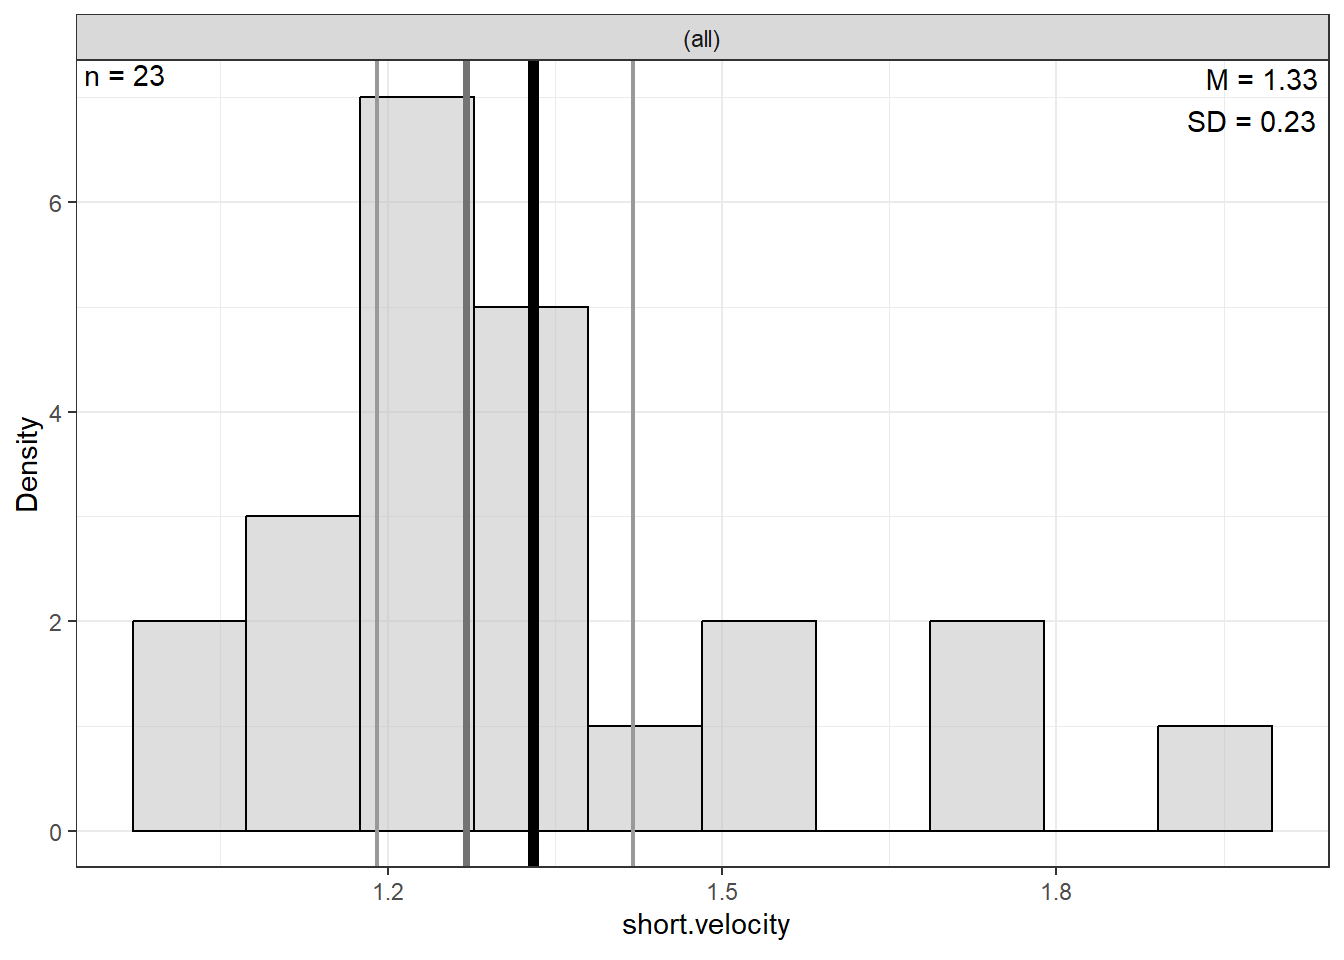 (all)
n = 23
M = 1.33
SD = 0.23
6
4
2
0
Density
1.2
1.5
1.8
short.velocity